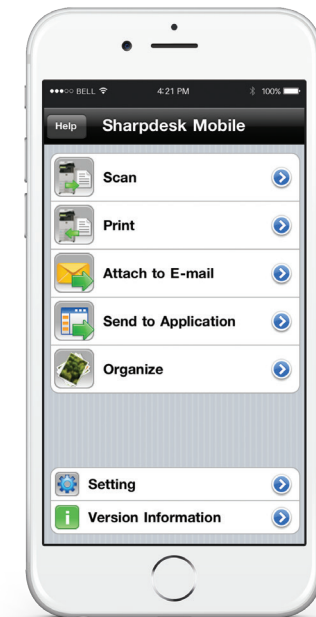 BELL 4:21 PM 100%
Help Sharpdesk Mobile
Scan
Print
Attach to E-mail
Send to Application
Organize
Setting
Version Information